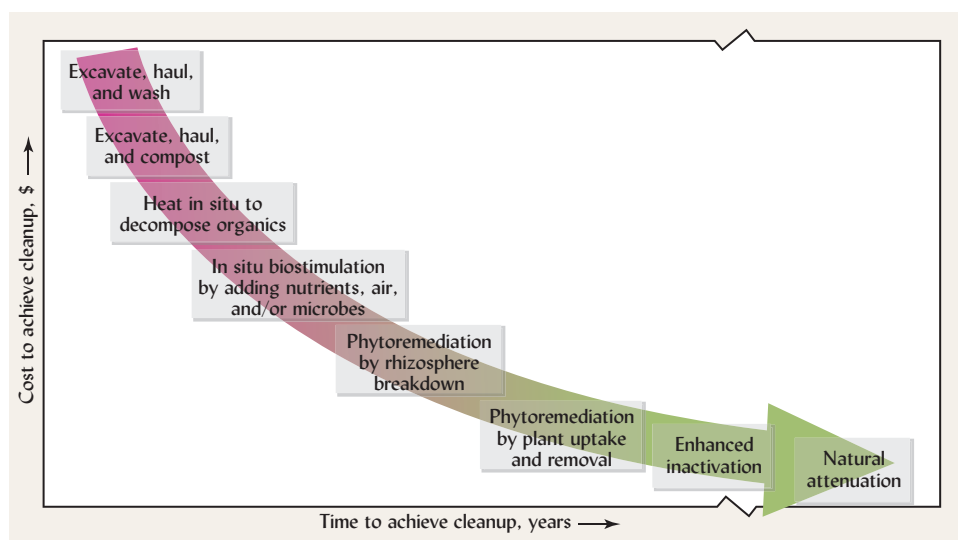 Excavate, haul,
and wash
Excavate, haul,
and compost
Heat in situ to
decompose organics
In situ biostimulation
by adding nutrients, air,
and/or microbes
Phytoremediation
by rhizosphere
breakdown
Phytoremediation
by plant uptake
and removal
Enhanced
inactivation
Natural
attenuation
Cost to achieve cleanup, $
Time to achieve cleanup, years